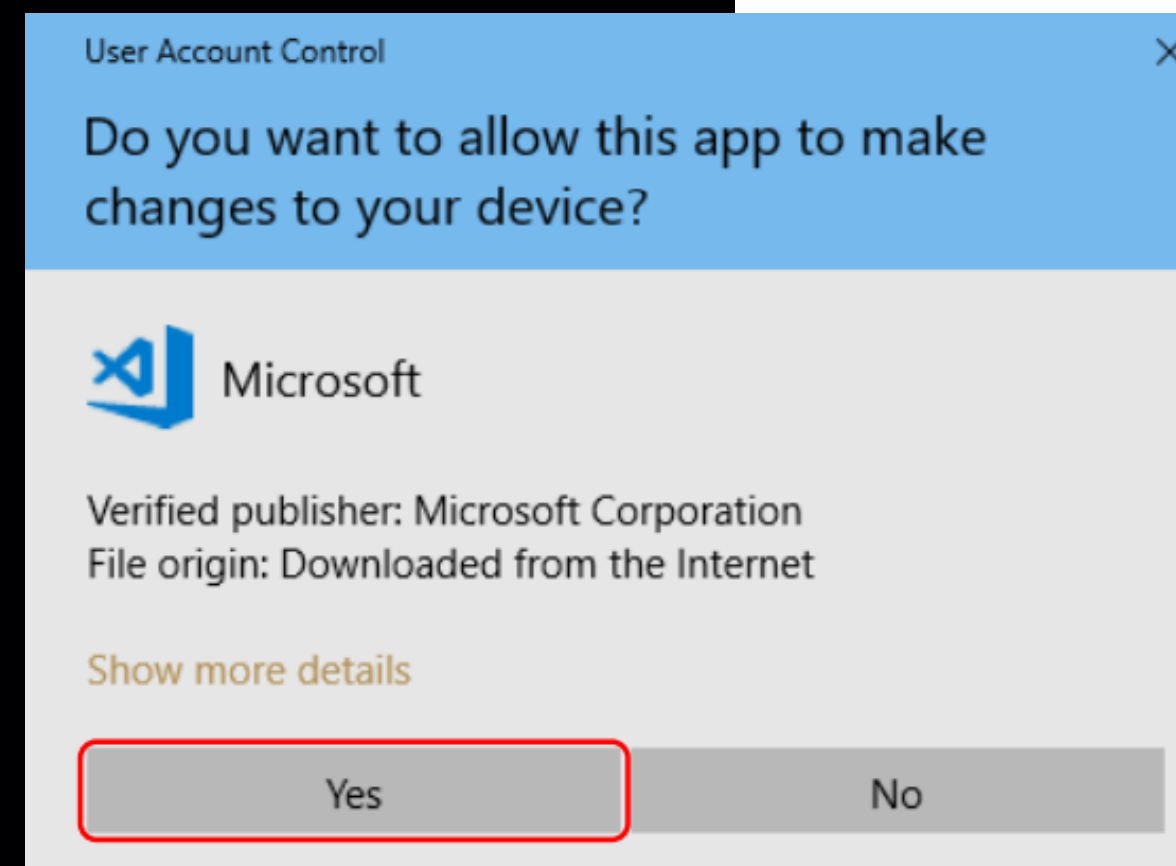 User Account Control
Do you want to allow this app to make
changes to your device?
Microsoft
Verified publisher: Microsoft Corporation
File origin: Downloaded from the Internet
Show more details
Yes
No